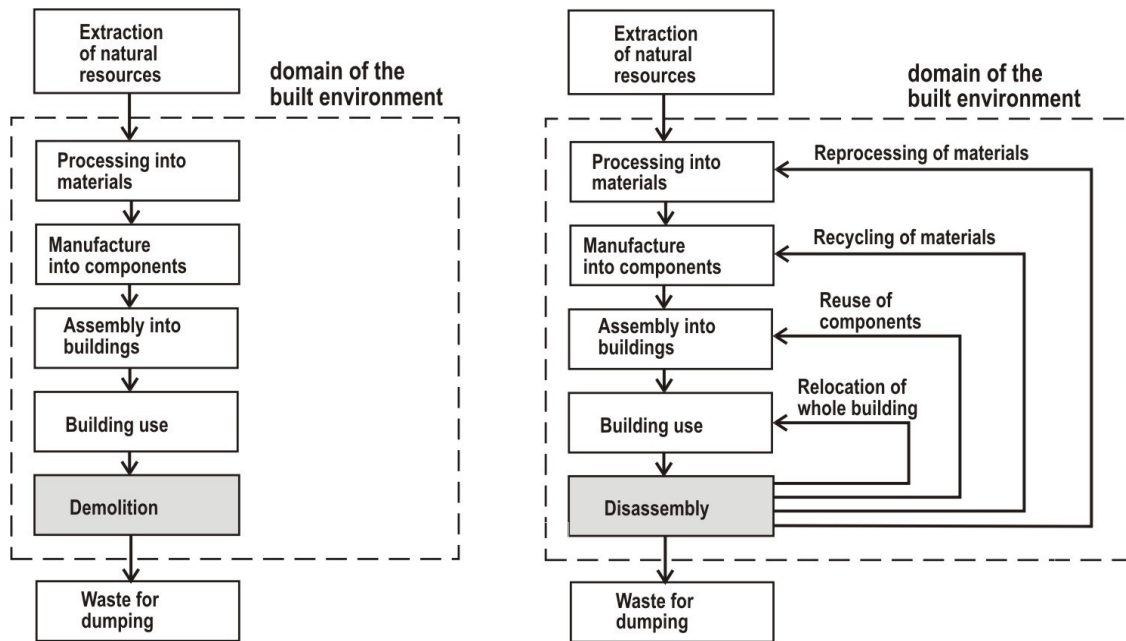 Extraction
of natural
resources
domain of the
built environment
Processing into
materials
Manufacture
into components
Assembly into
buildings
Building use
Demolition
Waste for
dumping
Extraction
of natural
resources
domain of the
built environment
Processing into
materials
Reprocessing of materials
Manufacture
into components
Recycling of materials
Assembly into
buildings
Reuse of
components
Building use
Relocation of
whole building
Disassembly
Waste for
dumping